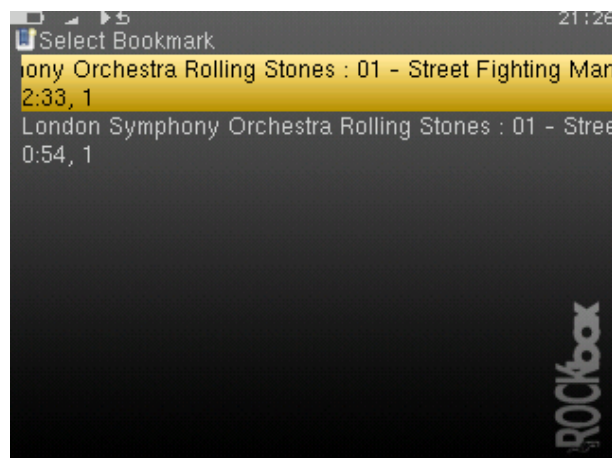 21:26
Select Bookmark
ony Orchestra Rolling Stones : 01 - Street Fighting Man
2:33, 1
London Symphony Orchestra Rolling Stones : 01 - Stree
0:54, 1
ROCKbox